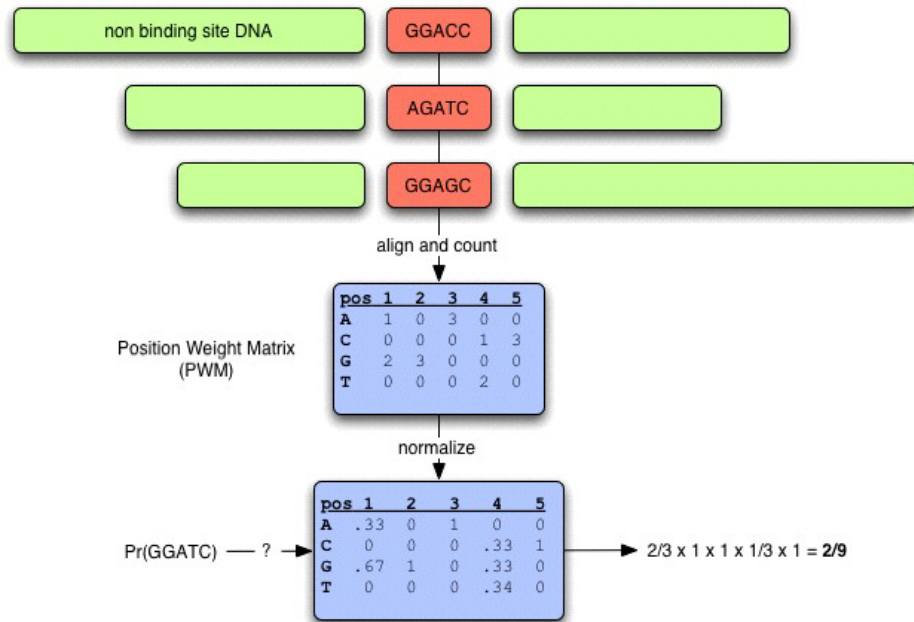 non binding site DNA
GGACC
AGATC
GGAGC
align and count
Position Weight Matrix
(PWM)
pos 1 2 3 4 5
A 1 0 3 0 0
C 0 0 0 1 3
G 2 3 0 0 0
T 0 0 0 2 0
normalize
pos 1 2 3 4 5
A .33 0 1 0 0
C 0 0 0 .33 1
G .67 1 0 .33 0
T 0 0 0 .34 0
Pr(GGATC) — ?
2/3 x 1 x 1 x 1/3 x 1 = 2/9